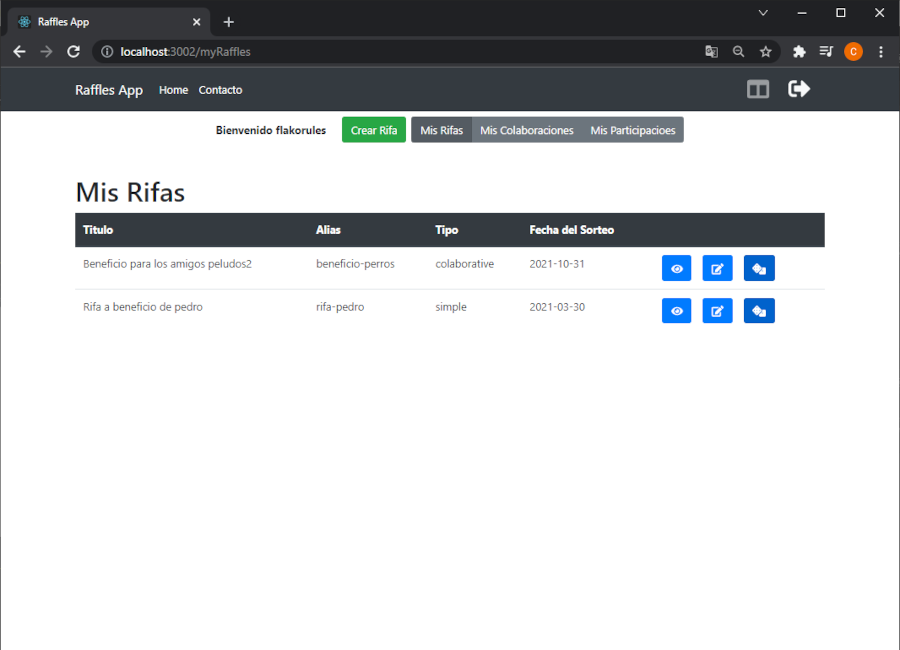 Raffles App
localhost:3002/myRaffles
C
Raffles App Home Contacto
Bienvenido flakorules Crear Rifa Mis Rifas Mis Colaboraciones Mis Participacioes
Mis Rifas
Titulo Alias Tipo Fecha del Sorteo
Beneficio para los amigos peludos2 beneficio-perros colaborative 2021-10-31
Rifa a beneficio de pedro rifa-pedro simple 2021-03-30